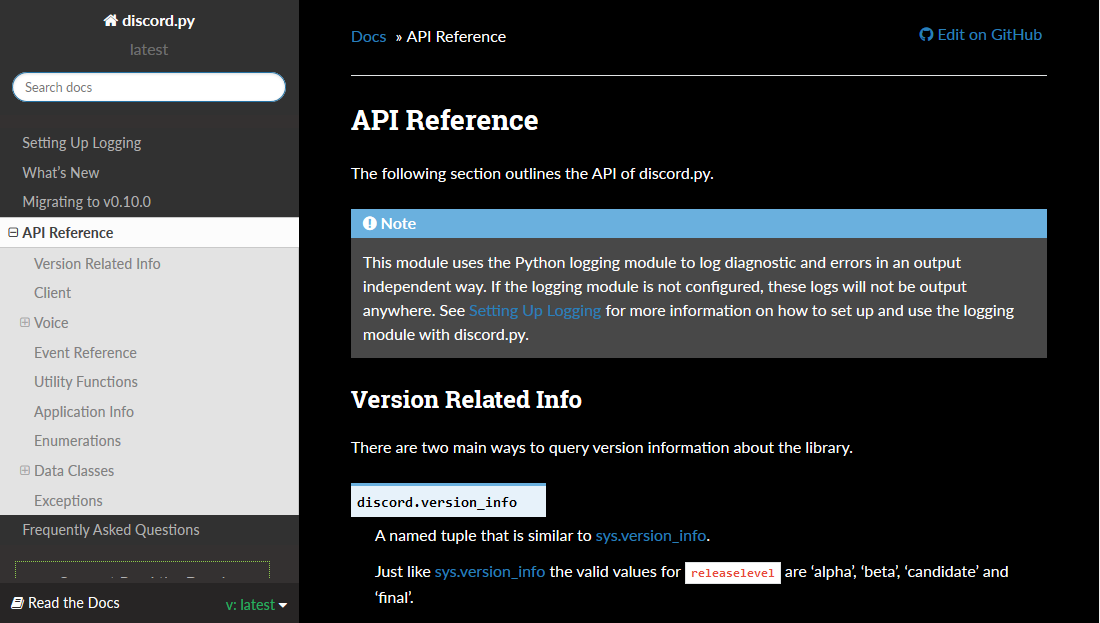 discord.py
latest
Search docs
Setting Up Logging
What's New
Migrating to v0.10.0
API Reference
Version Related Info
Client
Voice
Event Reference
Utility Functions
Application Info
Enumerations
Data Classes
Exceptions
Frequently Asked Questions
Read the Docs
v: latest
Docs » API Reference
Edit on GitHub
API Reference
The following section outlines the API of discord.py.
Note
This module uses the Python logging module to log diagnostic and errors in an output
independent way. If the logging module is not configured, these logs will not be output
anywhere. See Setting Up Logging for more information on how to set up and use the logging
module with discord.py.
Version Related Info
There are two main ways to query version information about the library.
discord.version_info
A named tuple that is similar to sys.version_info.
Just like sys.version_info the valid values for releaselevel are ‘alpha’, ‘beta’, ‘candidate’ and
‘final’.